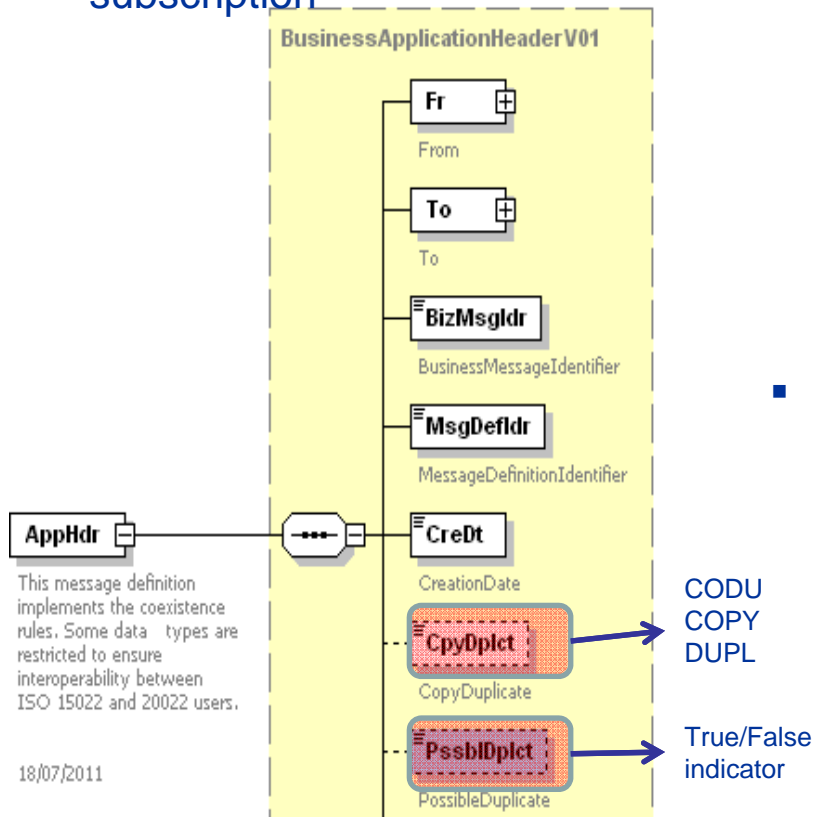 subscription
BusinessApplicationHeaderV01
Fr
From
To
To
BizMsgIdr
BusinessMessageIdentifier
MsgDefIdr
MessageDefinitionIdentifier
AppHdr
CreDt
This message definition
implements the coexistence
rules. Some data types are
restricted to ensure
interoperability between
ISO 15022 and 20022 users.
18/07/2011
CreationDate
CpyDplct
CopyDuplicate
CODU
COPY
DUPL
PssblDplct
PossibleDuplicate
True/False
indicator